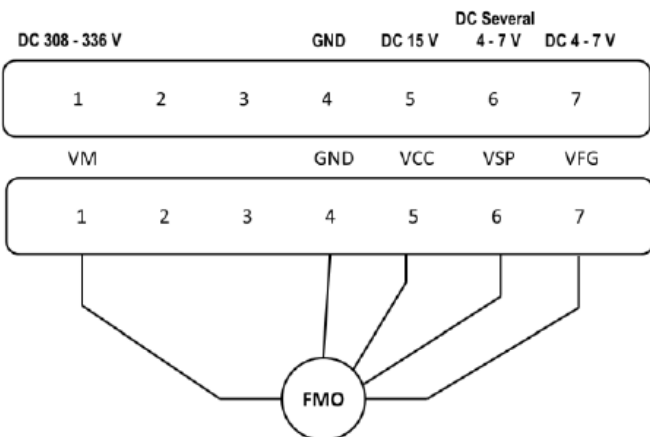 DC Several
DC 308 - 336 V GND DC 15 V 4 - 7 V DC 4 - 7 V
1 2 3 4 5 6 7
VM GND VCC VSP VFG
1 2 3 4 5 6 7
FMO